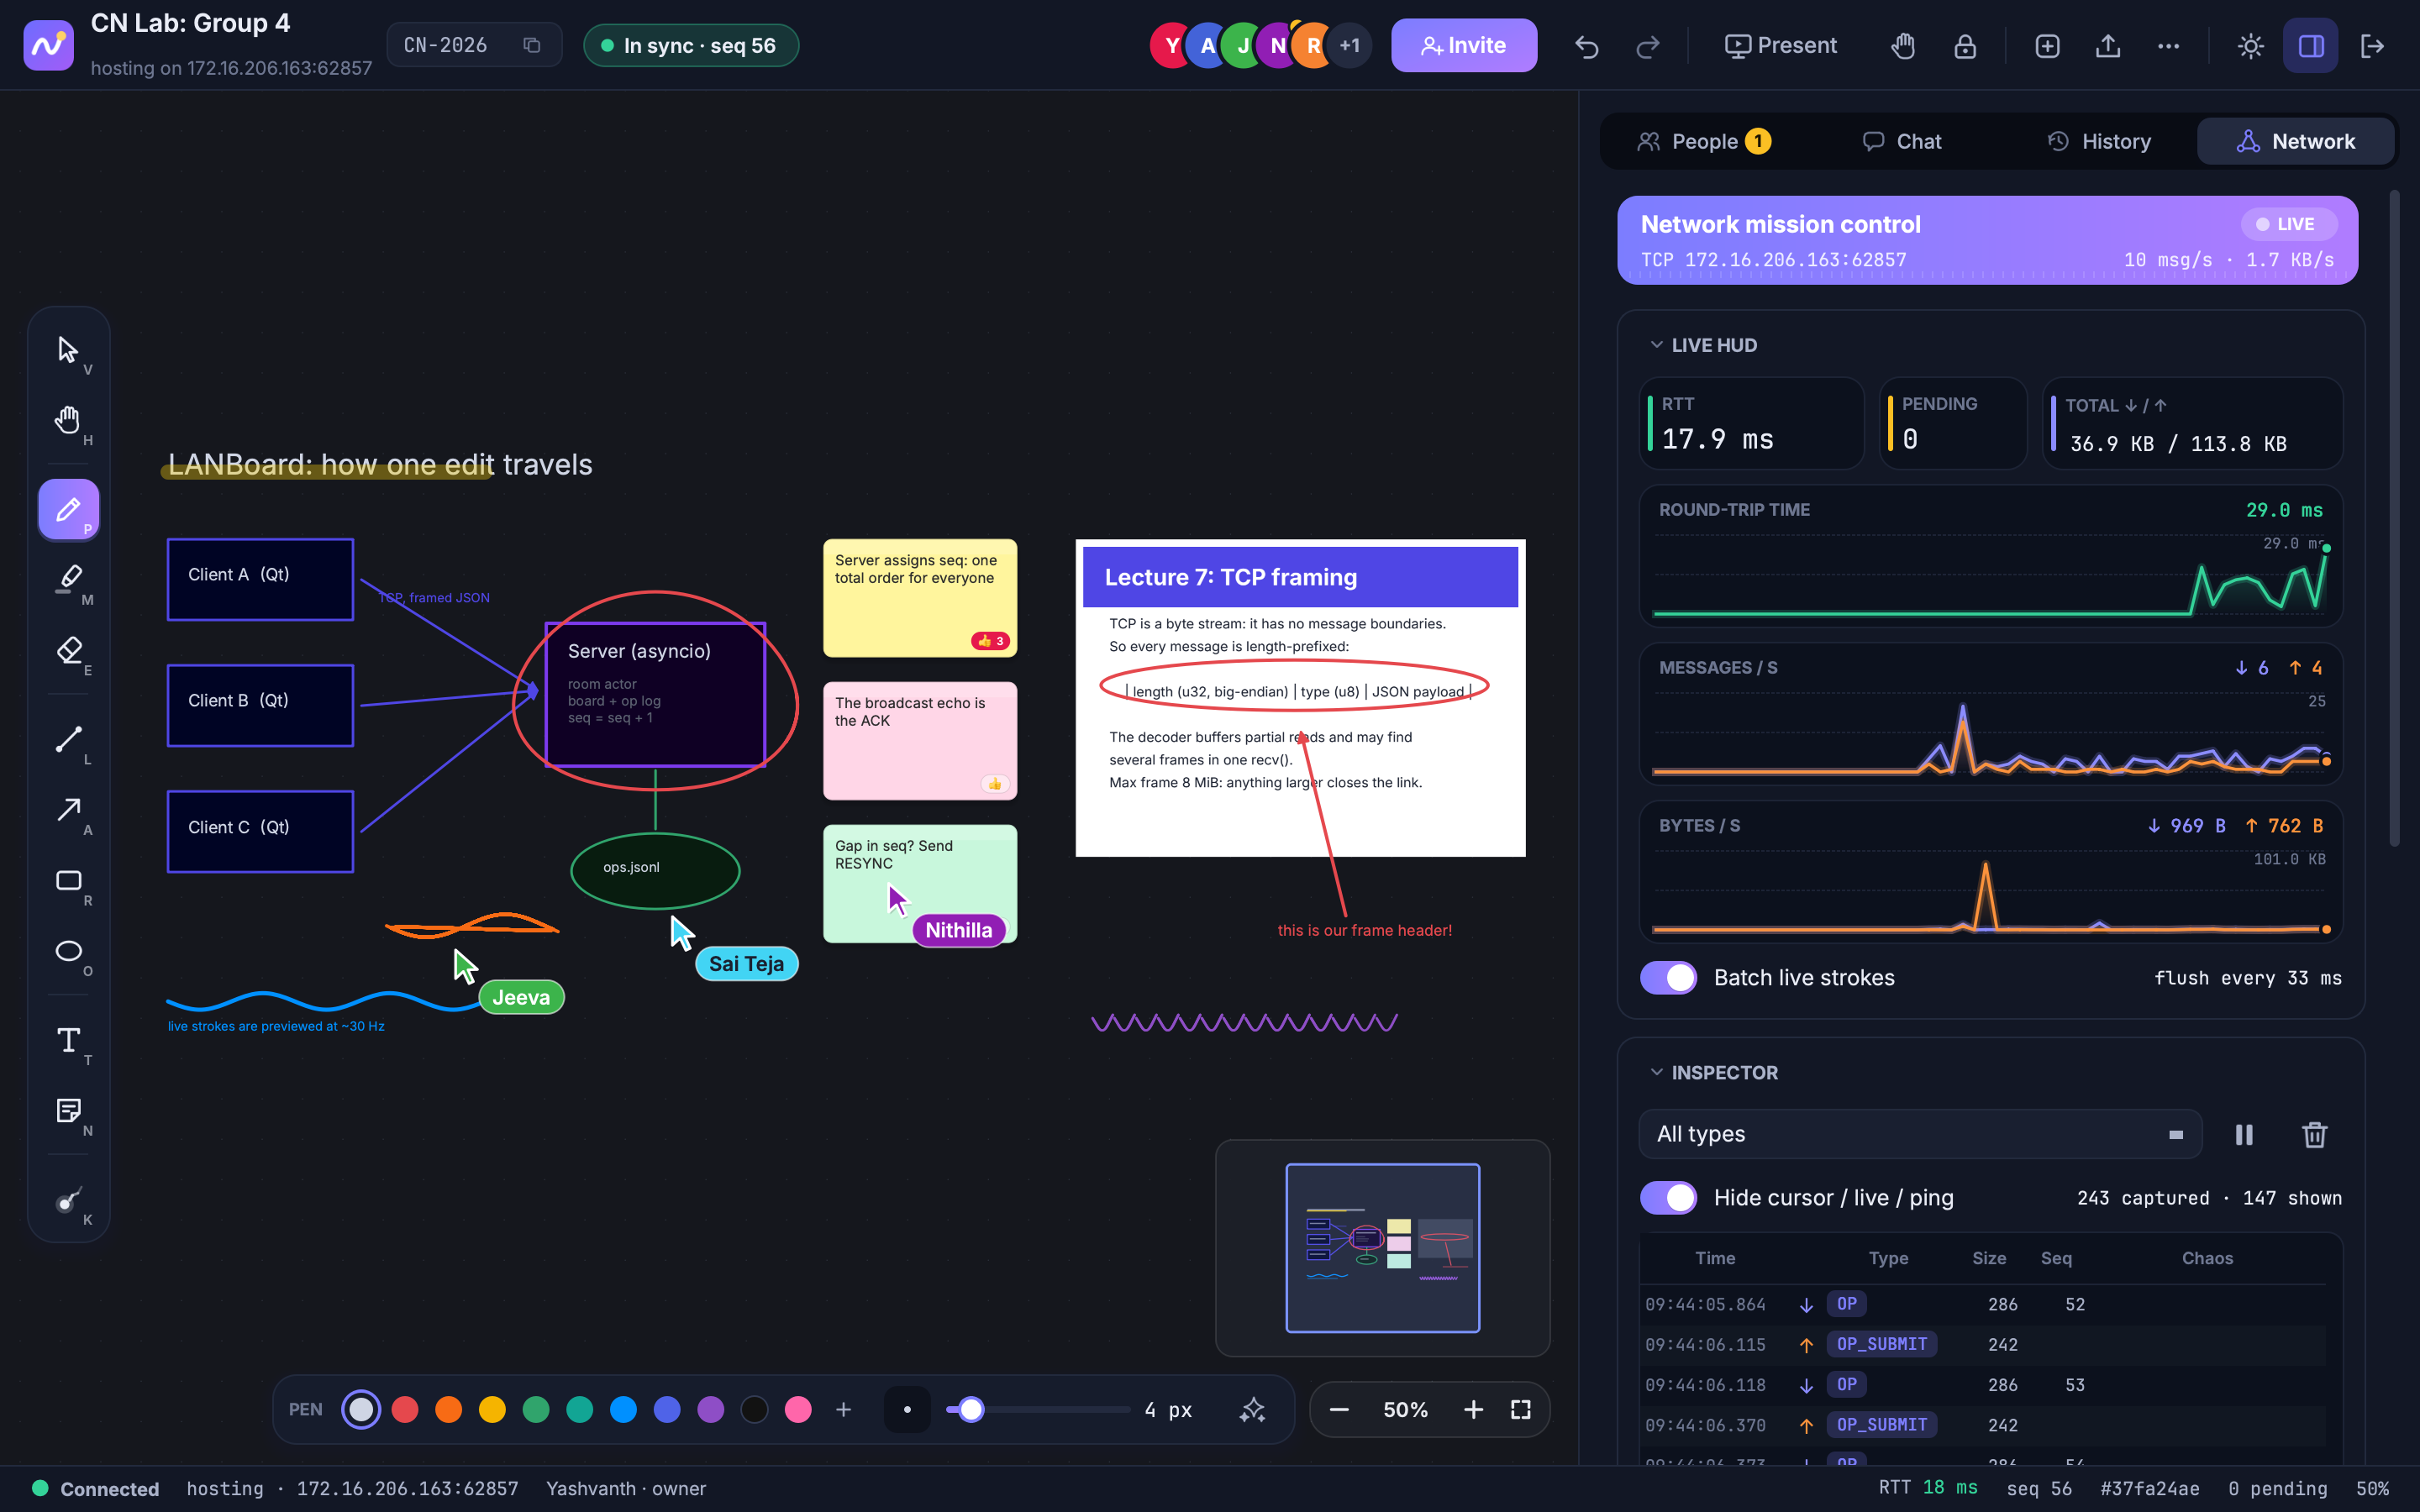 CN Lab: Group 4
hosting on 172.16.206.163:62857
CN-2026
In sync · seq 56
Y A J N R +1
Invite
Present
People 1
Chat
History
Network
Network mission control
LIVE
TCP 172.16.206.163:62857
10 msg/s · 1.7 KB/s
LIVE HUD
RTT
17.9 ms
PENDING
0
TOTAL ↓ / ↑
36.9 KB / 113.8 KB
ROUND-TRIP TIME
29.0 ms
29.0 ms
MESSAGES / S
↓ 6 ↑ 4
25
BYTES / S
↓ 969 B ↑ 762 B
101.0 KB
Batch live strokes
flush every 33 ms
INSPECTOR
All types
Hide cursor / live / ping
243 captured · 147 shown
Time Type Size Seq Chaos
09:44:05.864 ↓ OP 286 52
09:44:06.115 ↑ OP_SUBMIT 242
09:44:06.118 ↓ OP 286 53
09:44:06.370 ↑ OP_SUBMIT 242
09:44:06.373 ↓ OP 286 54
V
H
P
M
E
L
A
R
O
T
N
K
LANBoard: how one edit travels
Client A (Qt)
TCP, framed JSON
Client B (Qt)
Client C (Qt)
Server (asyncio)
room actor
board + op log
seq = seq + 1
ops.jsonl
Server assigns seq: one
total order for everyone
👍 3
The broadcast echo is
the ACK
👍
Gap in seq? Send
RESYNC
Nithilla
Sai Teja
Jeeva
live strokes are previewed at ~30 Hz
Lecture 7: TCP framing
TCP is a byte stream: it has no message boundaries.
So every message is length-prefixed:
| length (u32, big-endian) | type (u8) | JSON payload |
The decoder buffers partial reads and may find
several frames in one recv().
Max frame 8 MiB: anything larger closes the link.
this is our frame header!
PEN
4 px
50%
Connected
hosting · 172.16.206.163:62857
Yashvanth · owner
RTT 18 ms
seq 56
#37fa24ae
0 pending
50%